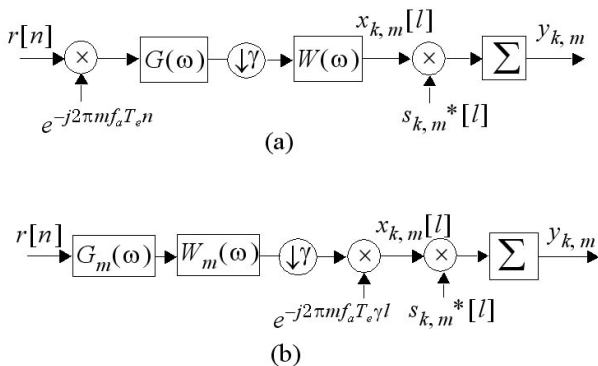 r[n] × G(ω) ↓γ W(ω) x_{k, m}[l] × Σ y_{k, m}
e^{-j2πmf_aT_en} s_{k, m}*[l]
(a)
r[n] G_m(ω) W_m(ω) ↓γ × x_{k, m}[l] × Σ y_{k, m}
e^{-j2πmf_aT_eγl} s_{k, m}*[l]
(b)